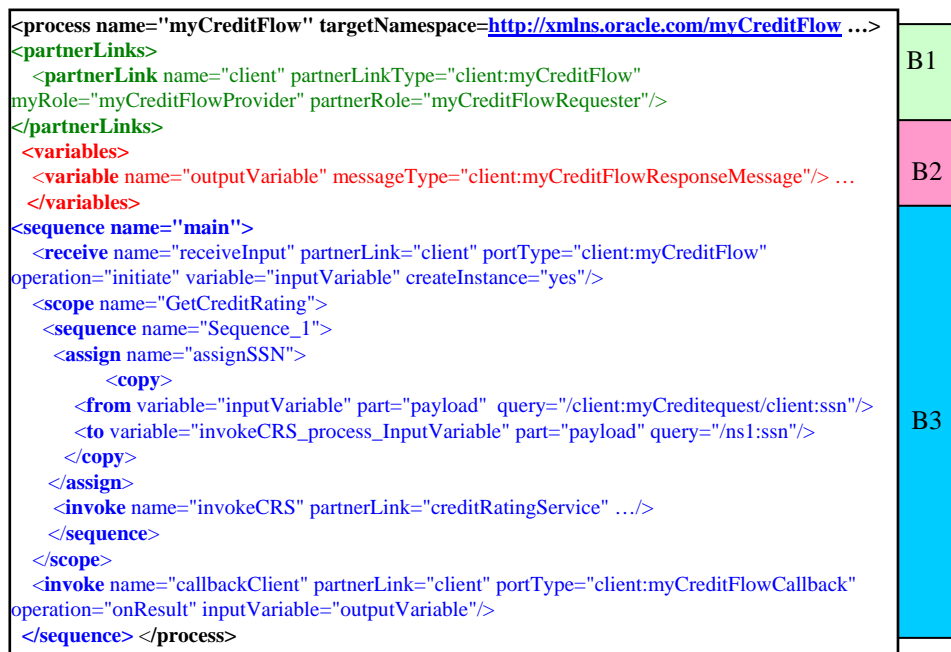 <process name="myCreditFlow" targetNamespace=http://xmlns.oracle.com/myCreditFlow …>
<partnerLinks>
<partnerLink name="client" partnerLinkType="client:myCreditFlow"
myRole="myCreditFlowProvider" partnerRole="myCreditFlowRequester"/>
</partnerLinks>
B1
<variables>
<variable name="outputVariable" messageType="client:myCreditFlowResponseMessage"/> …
</variables>
B2
<sequence name="main">
<receive name="receiveInput" partnerLink="client" portType="client:myCreditFlow"
operation="initiate" variable="inputVariable" createInstance="yes"/>
<scope name="GetCreditRating">
<sequence name="Sequence_1">
<assign name="assignSSN">
<copy>
<from variable="inputVariable" part="payload"  query="/client:myCreditequest/client:ssn"/>
<to variable="invokeCRS_process_InputVariable" part="payload" query="/ns1:ssn"/>
</copy>
</assign>
<invoke name="invokeCRS" partnerLink="creditRatingService" …/>
</sequence>
</scope>
<invoke name="callbackClient" partnerLink="client" portType="client:myCreditFlowCallback"
operation="onResult" inputVariable="outputVariable"/>
</sequence> </process>
B3